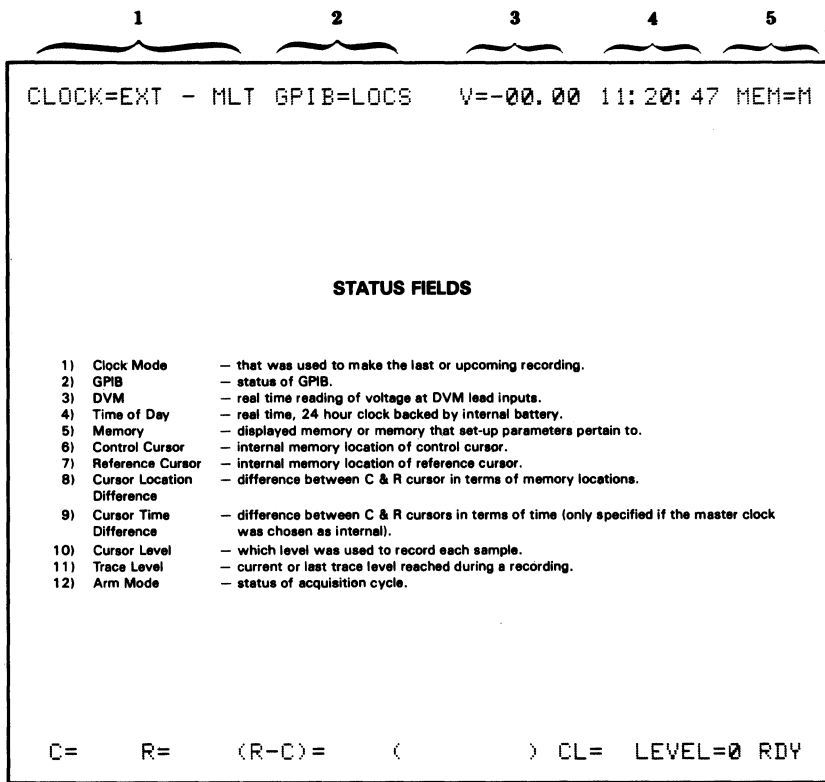 1 2 3 4 5
CLOCK=EXT - MLT GPIB=LOCS V=-00.00 11:20:47 MEM=M
STATUS FIELDS
1) Clock Mode — that was used to make the last or upcoming recording.
2) GPIB — status of GPIB.
3) DVM — real time reading of voltage at DVM lead inputs.
4) Time of Day — real time, 24 hour clock backed by internal battery.
5) Memory — displayed memory or memory that set-up parameters pertain to.
6) Control Cursor — internal memory location of control cursor.
7) Reference Cursor — internal memory location of reference cursor.
8) Cursor Location — difference between C & R cursor in terms of memory locations.
Difference
9) Cursor Time — difference between C & R cursors in terms of time (only specified if the master clock
Difference was chosen as internal).
10) Cursor Level — which level was used to record each sample.
11) Trace Level — current or last trace level reached during a recording.
12) Arm Mode — status of acquisition cycle.
C= R= (R-C)= ( ) CL= LEVEL=0 RDY